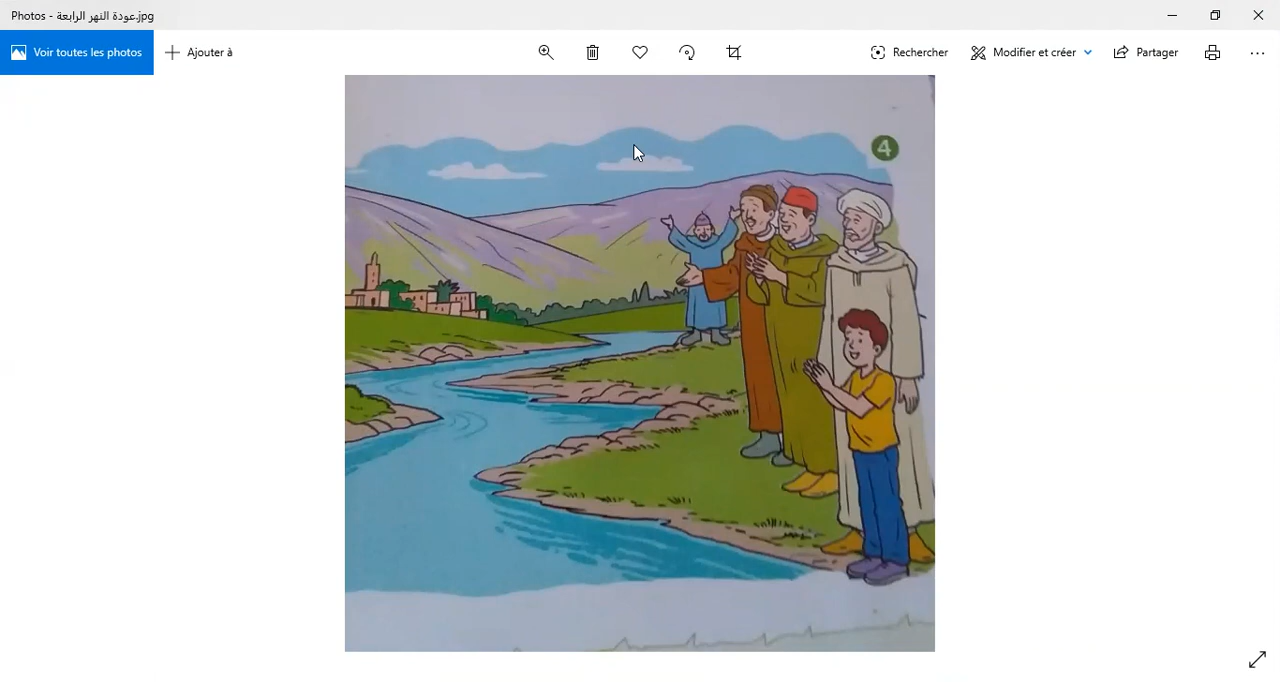 Photos - عودة النهر الرابعة.jpg
Voir toutes les photos
Ajouter à
Rechercher
Modifier et créer
Partager
4